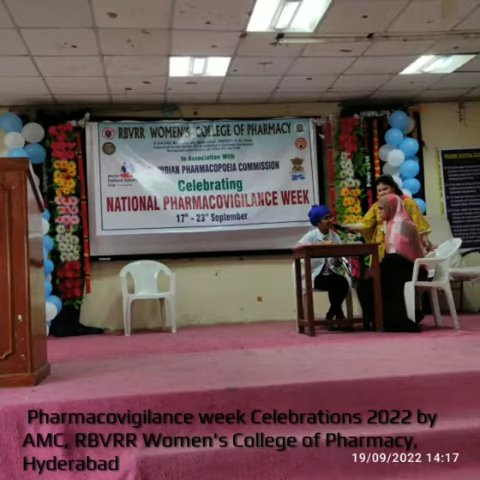 RBVRR WOMEN'S COLLEGE OF PHARMACY
In Association With
INDIAN PHARMACOPOEIA COMMISSION
Celebrating
NATIONAL PHARMACOVIGILANCE WEEK
17th - 23rd September
Pharmacovigilance week Celebrations 2022 by
AMC, RBVRR Women's College of Pharmacy,
Hyderabad
19/09/2022 14:17